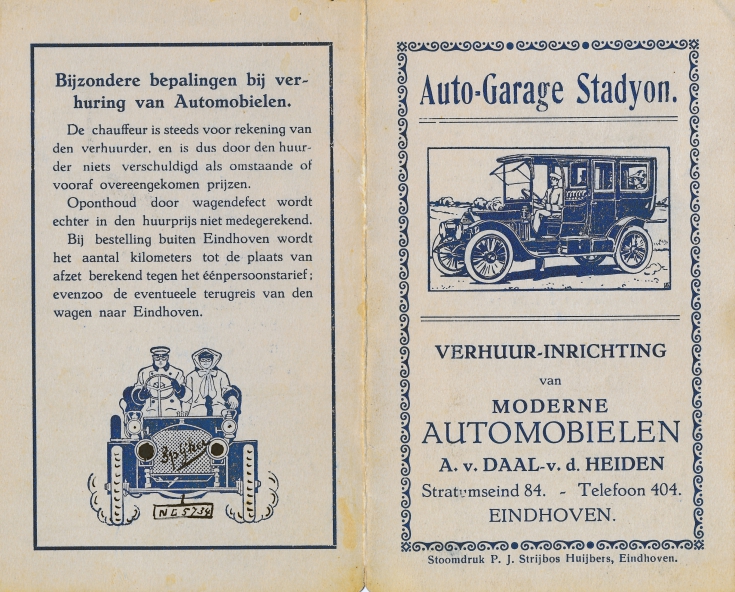 Bijzondere bepalingen bij ver-
huring van Automobielen.
De chauffeur is steeds voor rekening van
den verhuurder, en is dus door den huur-
der niets verschuldigd als omstaande of
vooraf overeengekomen prijzen.
Oponthoud door wagendefect wordt
echter in den huurprijs niet medegerekend.
Bij bestelling buiten Eindhoven wordt
het aantal kilometers tot de plaats van
afzet berekend tegen het éénpersoonstarief;
evenzoo de eventueele terugreis van den
wagen naar Eindhoven.
Spijker
Auto-Garage Stadyon.
VERHUUR-INRICHTING
van
MODERNE
AUTOMOBIELEN
A. v. DAAL-v. d. HEIDEN
Stratumseind 84. - Telefoon 404.
EINDHOVEN.
Stoomdruk P. J. Strijbos Huijbers, Eindhoven.